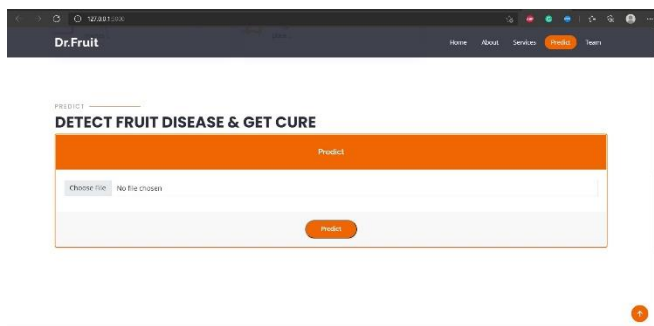 127.0.0.1:5000
Dr.Fruit
Home About Services Predict Team
PREDICT
DETECT FRUIT DISEASE & GET CURE
Predict
Choose File No file chosen
Predict